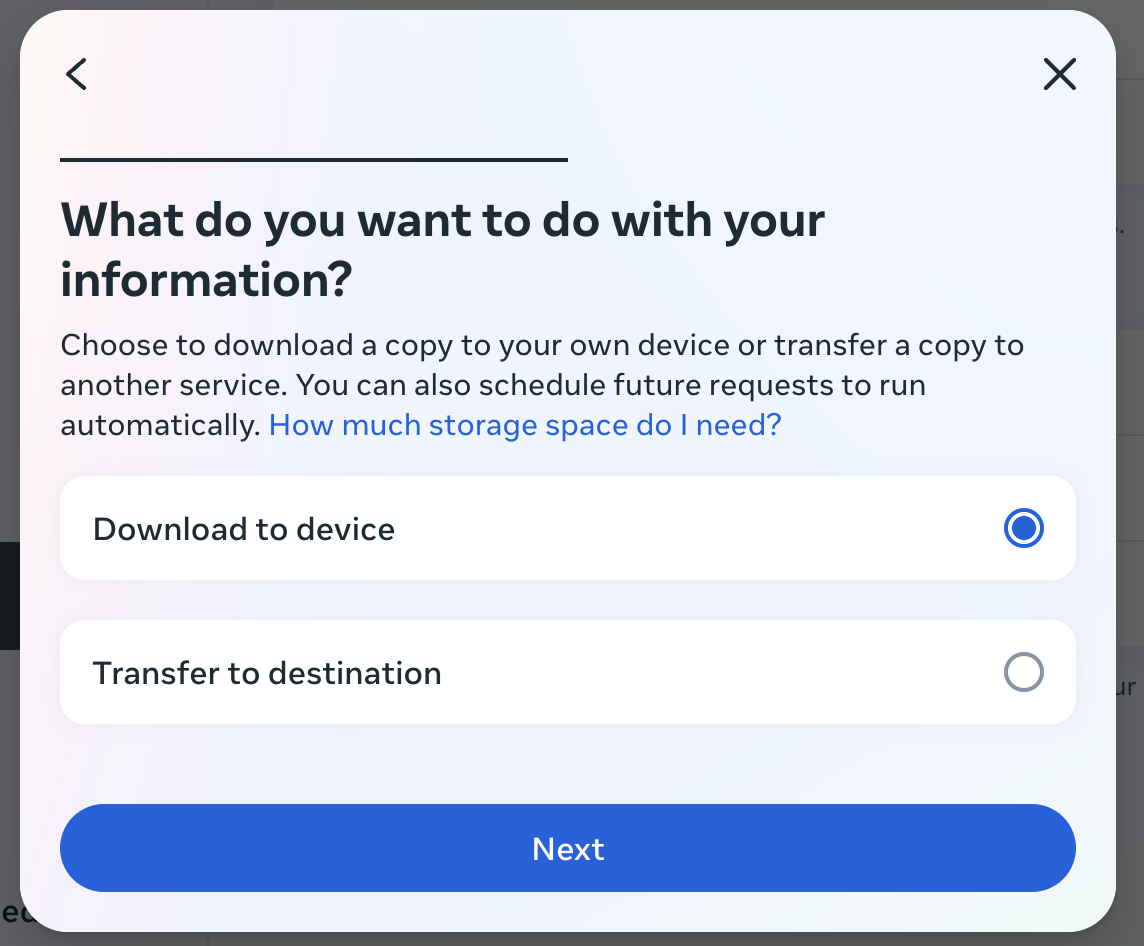 What do you want to do with your
information?
Choose to download a copy to your own device or transfer a copy to
another service. You can also schedule future requests to run
automatically. How much storage space do I need?
Download to device
Transfer to destination
Next